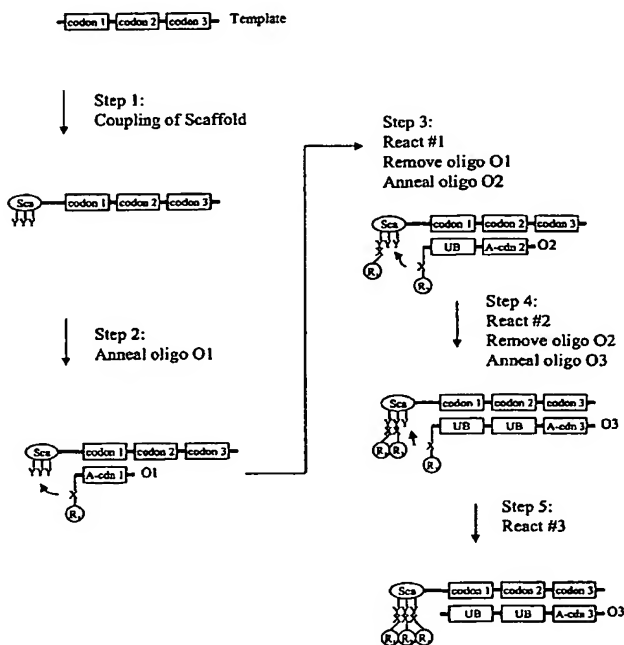 codon 1 codon 2 codon 3 Template
Step 1:
Coupling of Scaffold
Sca codon 1 codon 2 codon 3
Step 2:
Anneal oligo O1
Sca codon 1 codon 2 codon 3
A-cdn 1 O1
X
R
Step 3:
React #1
Remove oligo O1
Anneal oligo O2
Sca codon 1 codon 2 codon 3
X UB A-cdn 2 O2
X
R R
Step 4:
React #2
Remove oligo O2
Anneal oligo O3
Sca codon 1 codon 2 codon 3
UB UB A-cdn 3 O3
X
R R R
Step 5:
React #3
Sca codon 1 codon 2 codon 3
UB UB A-cdn 3 O3
R R R